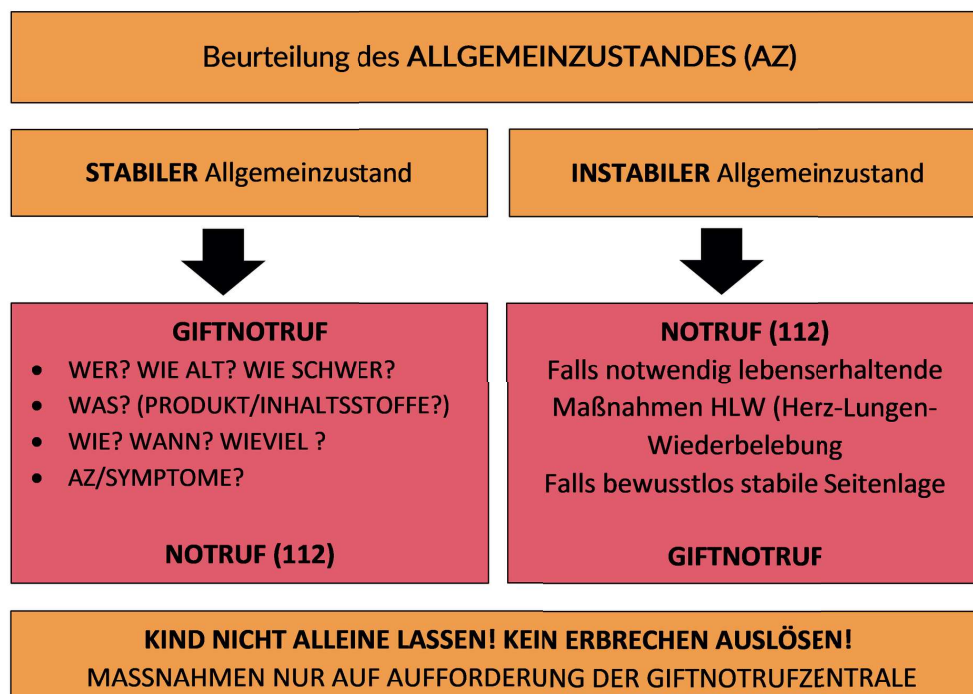 Beurteilung des ALLGEMEINZUSTANDES (AZ)
STABILER Allgemeinzustand
INSTABILER Allgemeinzustand
GIFTNOTRUF
• WER? WIE ALT? WIE SCHWER?
• WAS? (PRODUKT/INHALTSSTOFFE?)
• WIE? WANN? WIEVIEL ?
• AZ/SYMPTOME?
NOTRUF (112)
NOTRUF (112)
Falls notwendig lebenserhaltende
Maßnahmen HLW (Herz-Lungen-
Wiederbelebung
Falls bewusstlos stabile Seitenlage
GIFTNOTRUF
KIND NICHT ALLEINE LASSEN! KEIN ERBRECHEN AUSLÖSEN!
MASSNAHMEN NUR AUF AUFFORDERUNG DER GIFTNOTRUFZENTRALE